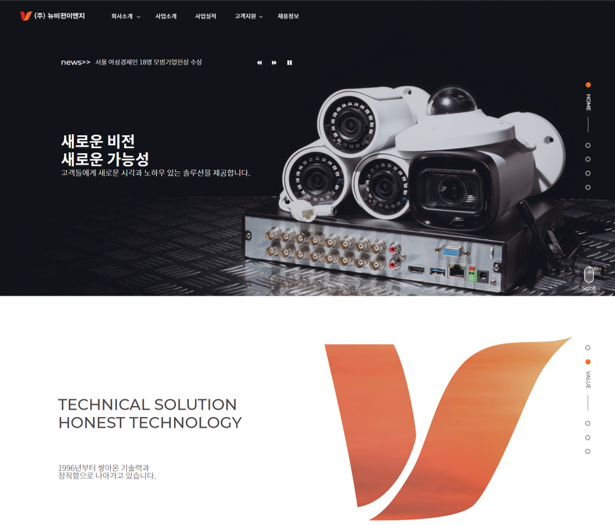 (주) 뉴비전이엔지
회사소개 사업소개 사업실적 고객지원 채용정보
news>> 서울 여성경제인 18명 모범기업인상 수상
HOME
새로운 비전
새로운 가능성
고객들에게 새로운 시각과 노하우 있는 솔루션을 제공합니다.
Scroll
VALUE
TECHNICAL SOLUTION
HONEST TECHNOLOGY
1996년부터 쌓아온 기술력과
정직함으로 나아가고 있습니다.